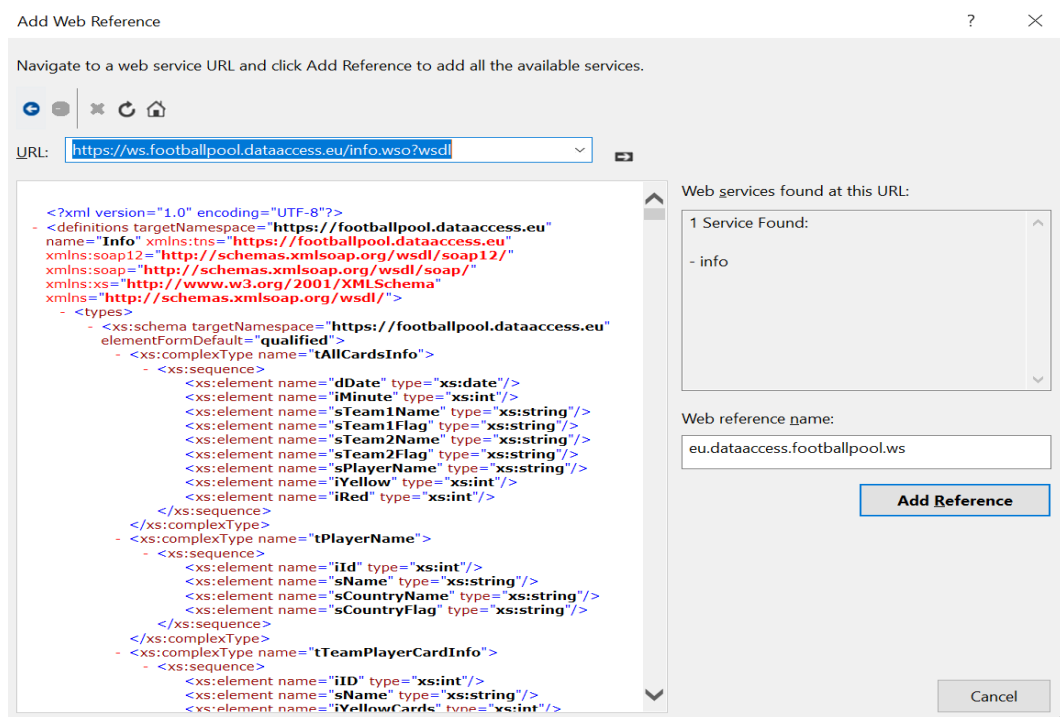 Add Web Reference
?
Navigate to a web service URL and click Add Reference to add all the available services.
URL:
https://ws.footballpool.dataaccess.eu/info.wso?wsdl
<?xml version="1.0" encoding="UTF-8"?>
- <definitions targetNamespace="https://footballpool.dataaccess.eu"
name="Info" xmlns:tns="https://footballpool.dataaccess.eu"
xmlns:soap12="http://schemas.xmlsoap.org/wsdl/soap12/"
xmlns:soap="http://schemas.xmlsoap.org/wsdl/soap/"
xmlns:xs="http://www.w3.org/2001/XMLSchema"
xmlns="http://schemas.xmlsoap.org/wsdl/">
- <types>
- <xs:schema targetNamespace="https://footballpool.dataaccess.eu"
elementFormDefault="qualified">
- <xs:complexType name="tAllCardsInfo">
- <xs:sequence>
<xs:element name="dDate" type="xs:date"/>
<xs:element name="iMinute" type="xs:int"/>
<xs:element name="sTeam1Name" type="xs:string"/>
<xs:element name="sTeam1Flag" type="xs:string"/>
<xs:element name="sTeam2Name" type="xs:string"/>
<xs:element name="sTeam2Flag" type="xs:string"/>
<xs:element name="sPlayerName" type="xs:string"/>
<xs:element name="iYellow" type="xs:int"/>
<xs:element name="iRed" type="xs:int"/>
</xs:sequence>
</xs:complexType>
- <xs:complexType name="tPlayerName">
- <xs:sequence>
<xs:element name="iId" type="xs:int"/>
<xs:element name="sName" type="xs:string"/>
<xs:element name="sCountryName" type="xs:string"/>
<xs:element name="sCountryFlag" type="xs:string"/>
</xs:sequence>
</xs:complexType>
- <xs:complexType name="tTeamPlayerCardInfo">
- <xs:sequence>
<xs:element name="iID" type="xs:int"/>
<xs:element name="sName" type="xs:string"/>
<xs:element name="iYellowCards" type="xs:int"/>
Web services found at this URL:
1 Service Found:
- info
Web reference name:
eu.dataaccess.footballpool.ws
Add Reference
Cancel